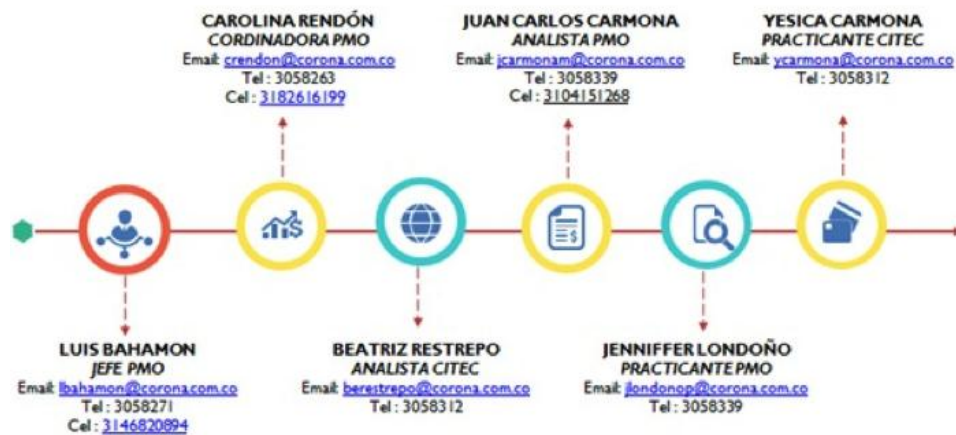 CAROLINA RENDÓN
CORDINADORA PMO
Email: crendon@corona.com.co
Tel : 3058263
Cel : 3182616199
JUAN CARLOS CARMONA
ANALISTA PMO
Email: jcarmonam@corona.com.co
Tel : 3058339
Cel : 3104151268
YESICA CARMONA
PRACTICANTE CITEC
Email: ycarmona@corona.com.co
Tel : 3058312
LUIS BAHAMON
JEFE PMO
Email: lbahamon@corona.com.co
Tel : 3058271
Cel : 3146820894
BEATRIZ RESTREPO
ANALISTA CITEC
Email: berestrepo@corona.com.co
Tel : 3058312
JENNIFFER LONDOÑO
PRACTICANTE PMO
Email: jlondonop@corona.com.co
Tel : 3058339